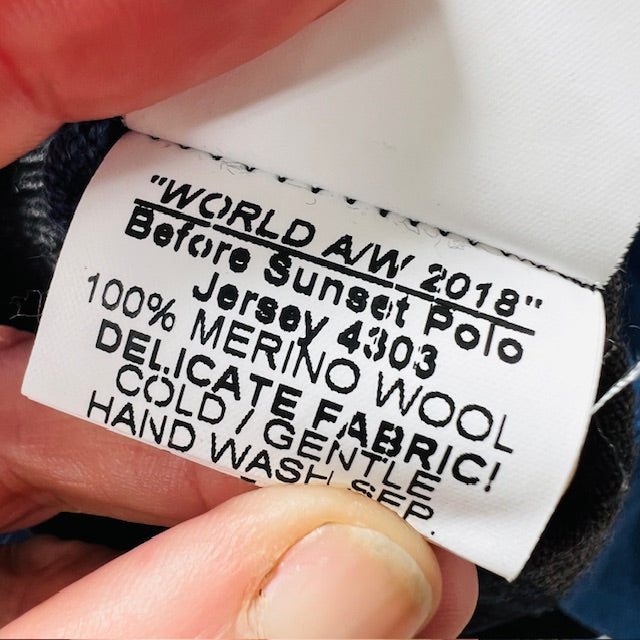 "WORLD A/W 2018"
Before Sunset Polo
Jersey 4303
100% MERINO WOOL
DELICATE FABRIC!
COLD / GENTLE
HAND WASH SEP.